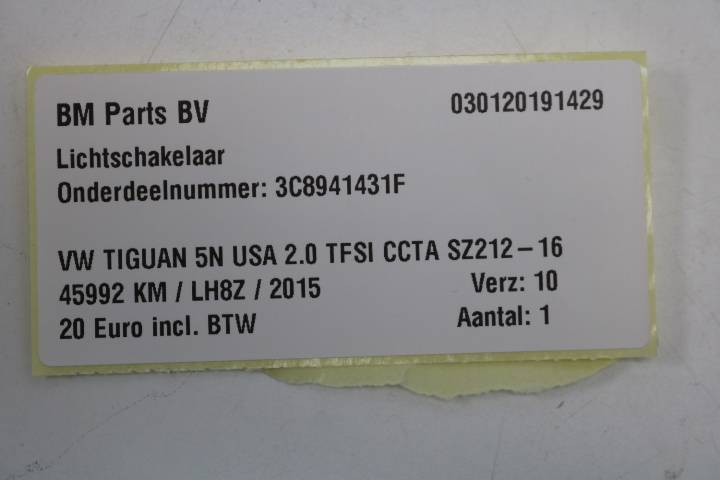 BM Parts BV 030120191429
Lichtschakelaar
Onderdeelnummer: 3C8941431F
VW TIGUAN 5N USA 2.0 TFSI CCTA SZ212-16
45992 KM / LH8Z / 2015 Verz: 10
20 Euro incl. BTW Aantal: 1